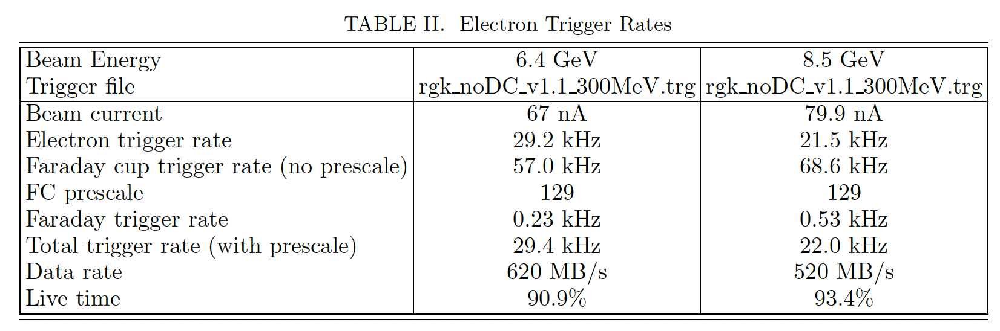 TABLE II. Electron Trigger Rates
Beam Energy 6.4 GeV 8.5 GeV
Trigger file rgk_noDC_v1.1_300MeV.trg rgk_noDC_v1.1_300MeV.trg
Beam current 67 nA 79.9 nA
Electron trigger rate 29.2 kHz 21.5 kHz
Faraday cup trigger rate (no prescale) 57.0 kHz 68.6 kHz
FC prescale 129 129
Faraday trigger rate 0.23 kHz 0.53 kHz
Total trigger rate (with prescale) 29.4 kHz 22.0 kHz
Data rate 620 MB/s 520 MB/s
Live time 90.9% 93.4%